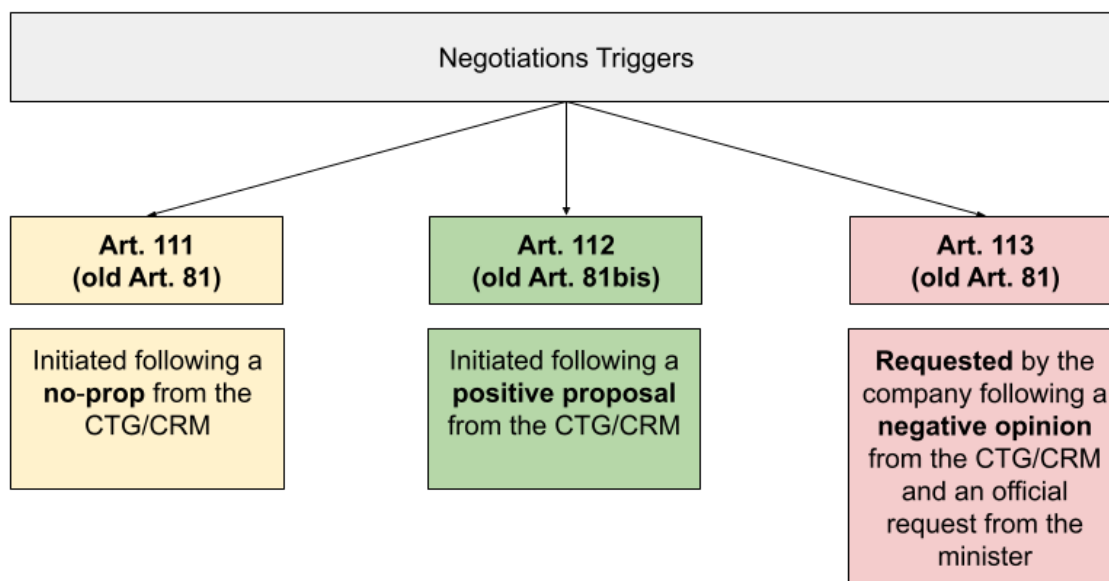 Negotiations Triggers
Art. 111
(old Art. 81)
Initiated following a
no-prop from the
CTG/CRM
Art. 112
(old Art. 81bis)
Initiated following a
positive proposal
from the CTG/CRM
Art. 113
(old Art. 81)
Requested by the
company following a
negative opinion
from the CTG/CRM
and an official
request from the
minister